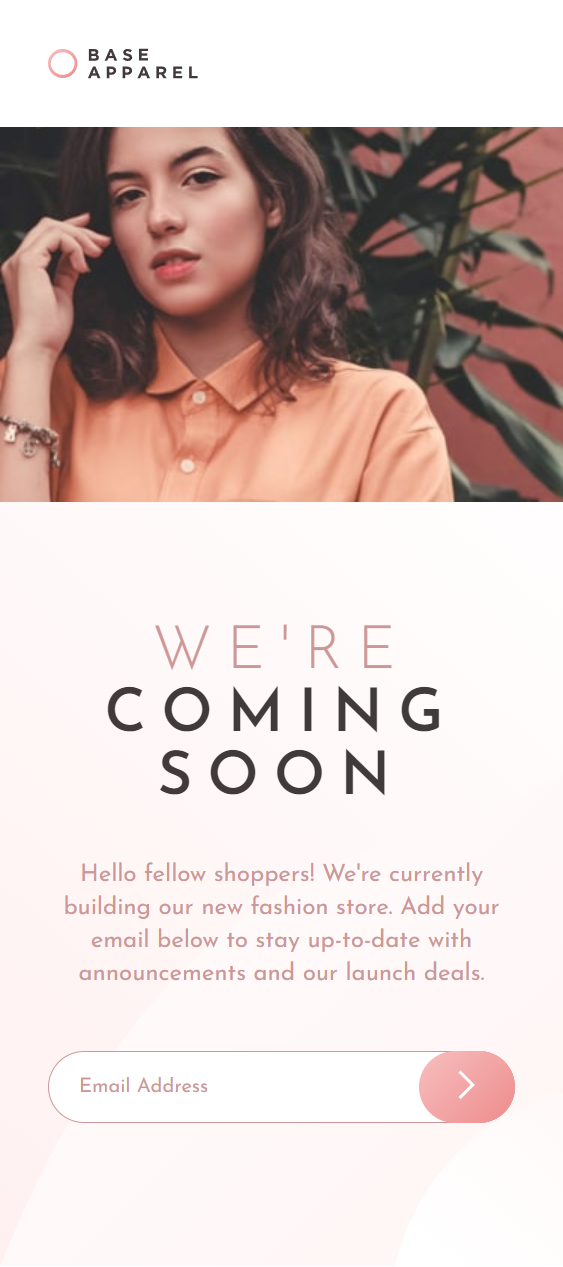 BASE
APPAREL
WE'RE
COMING
SOON
Hello fellow shoppers! We're currently
building our new fashion store. Add your
email below to stay up-to-date with
announcements and our launch deals.
Email Address